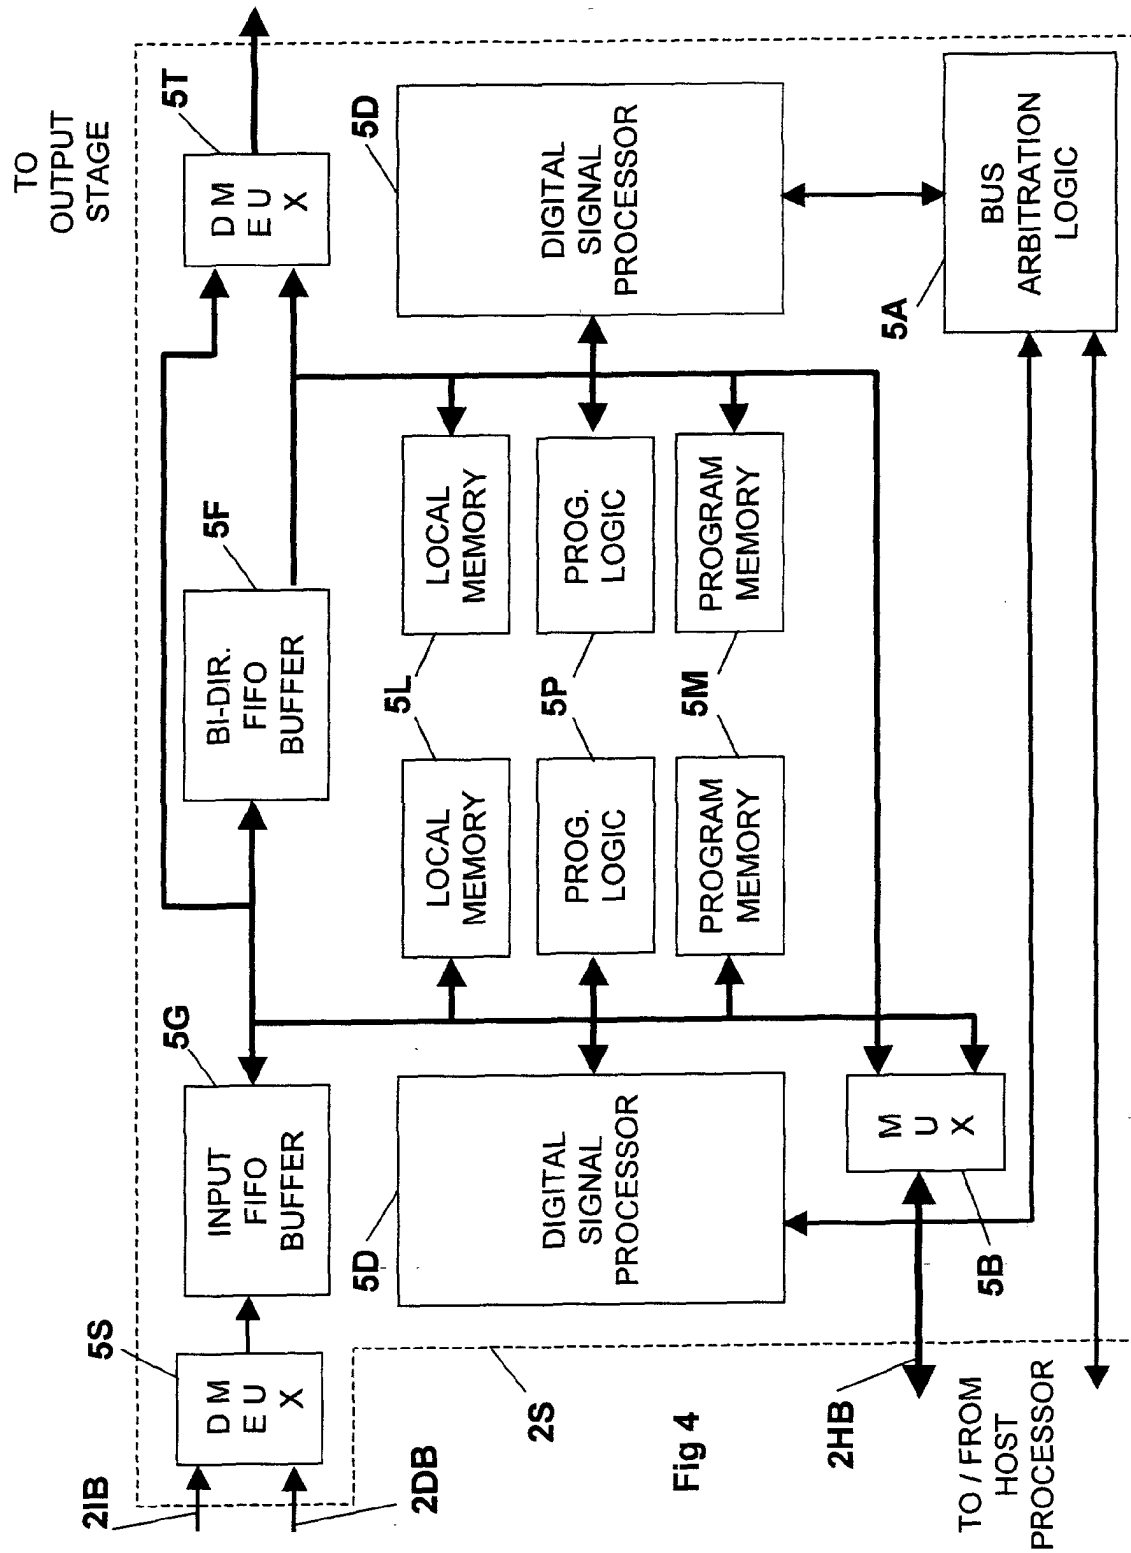 TO
OUTPUT
STAGE
5T
D M
E U
X
5D
DIGITAL
SIGNAL
PROCESSOR
BUS
ARBITRATION
LOGIC
5A
5F
BI-DIR.
FIFO
BUFFER
LOCAL
MEMORY
PROG.
LOGIC
PROGRAM
MEMORY
5L
5P
5M
LOCAL
MEMORY
PROG.
LOGIC
PROGRAM
MEMORY
5G
INPUT
FIFO
BUFFER
5D
DIGITAL
SIGNAL
PROCESSOR
M
U
X
5B
5S
D M
E U
X
2IB
2DB
2S
Fig 4
2HB
TO / FROM
HOST
PROCESSOR